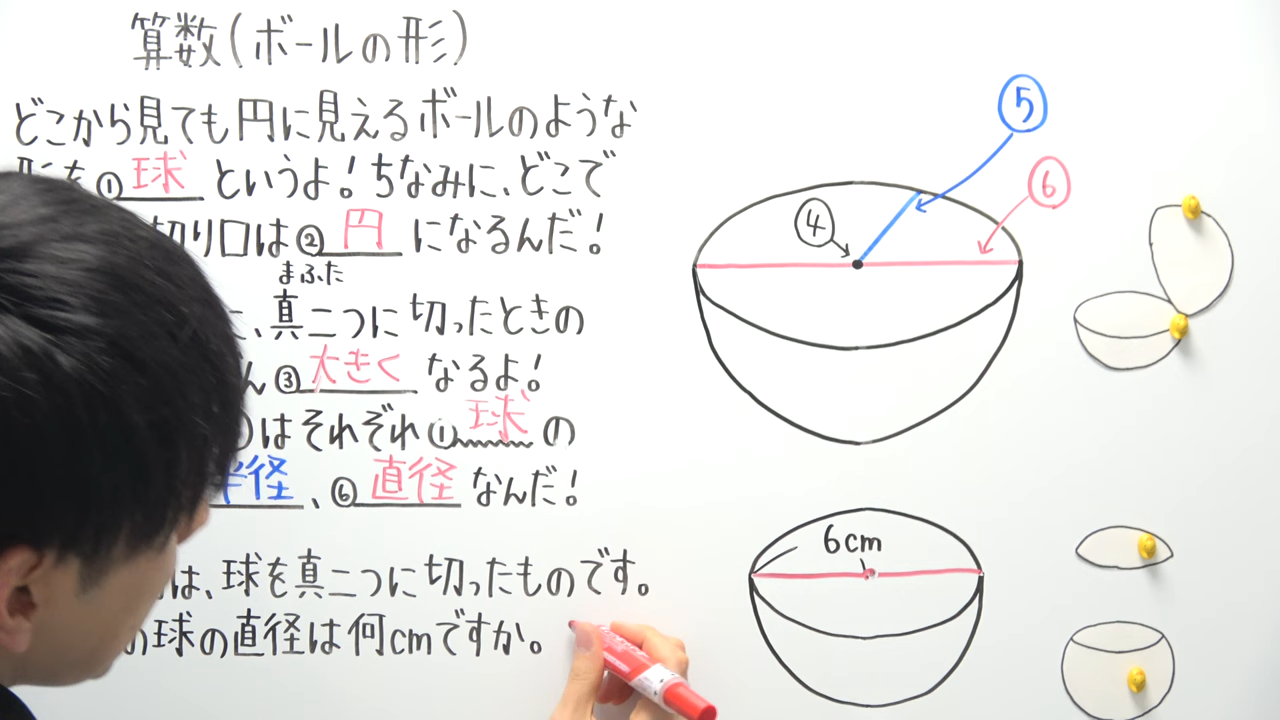 算数(ボールの形)
どこから見ても円に見えるボールのような
形を①球というよ!ちなみに、どこで
切り口は②円になるんだ!
まふた
、真二つに切ったときの
③大きくなるよ!
はそれぞれ①球の
半径、⑥直径なんだ!
は、球を真二つに切ったものです。
の球の直径は何cmですか。
⑤
⑥
④
6cm